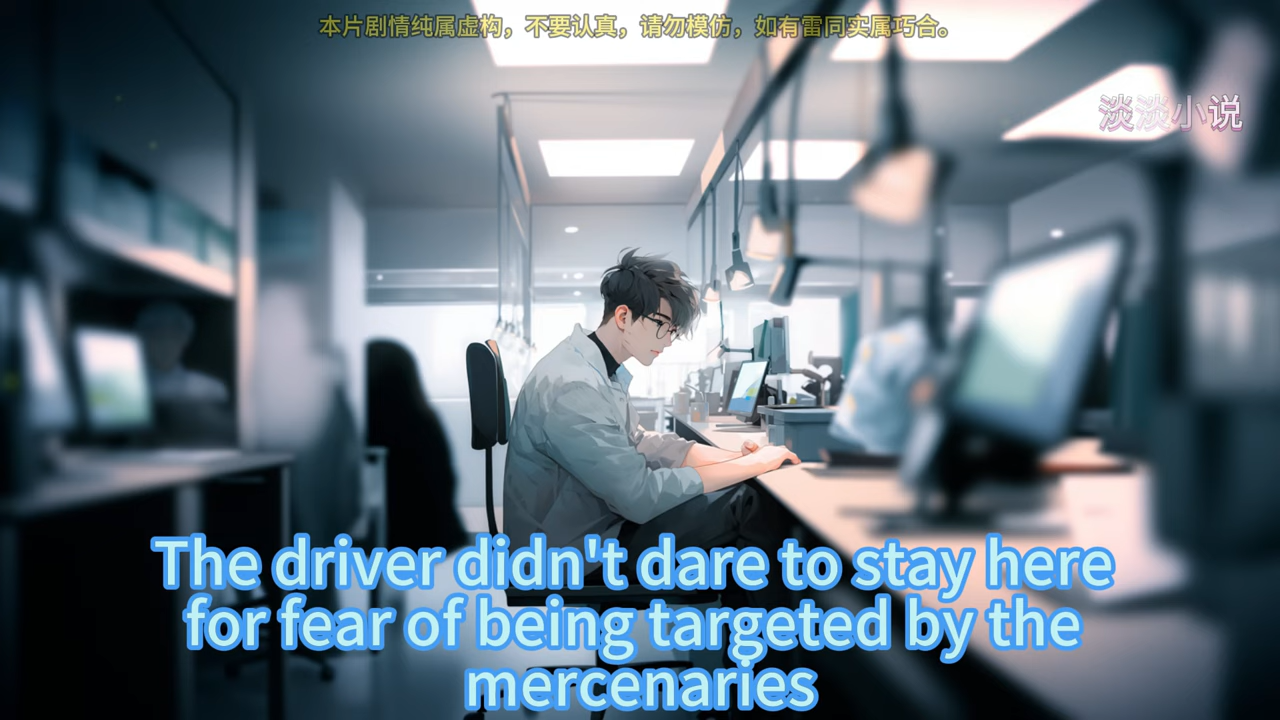 本片剧情纯属虚构，不要认真，请勿模仿，如有雷同实属巧合。
淡淡小说
The driver didn't dare to stay here
for fear of being targeted by the
mercenaries